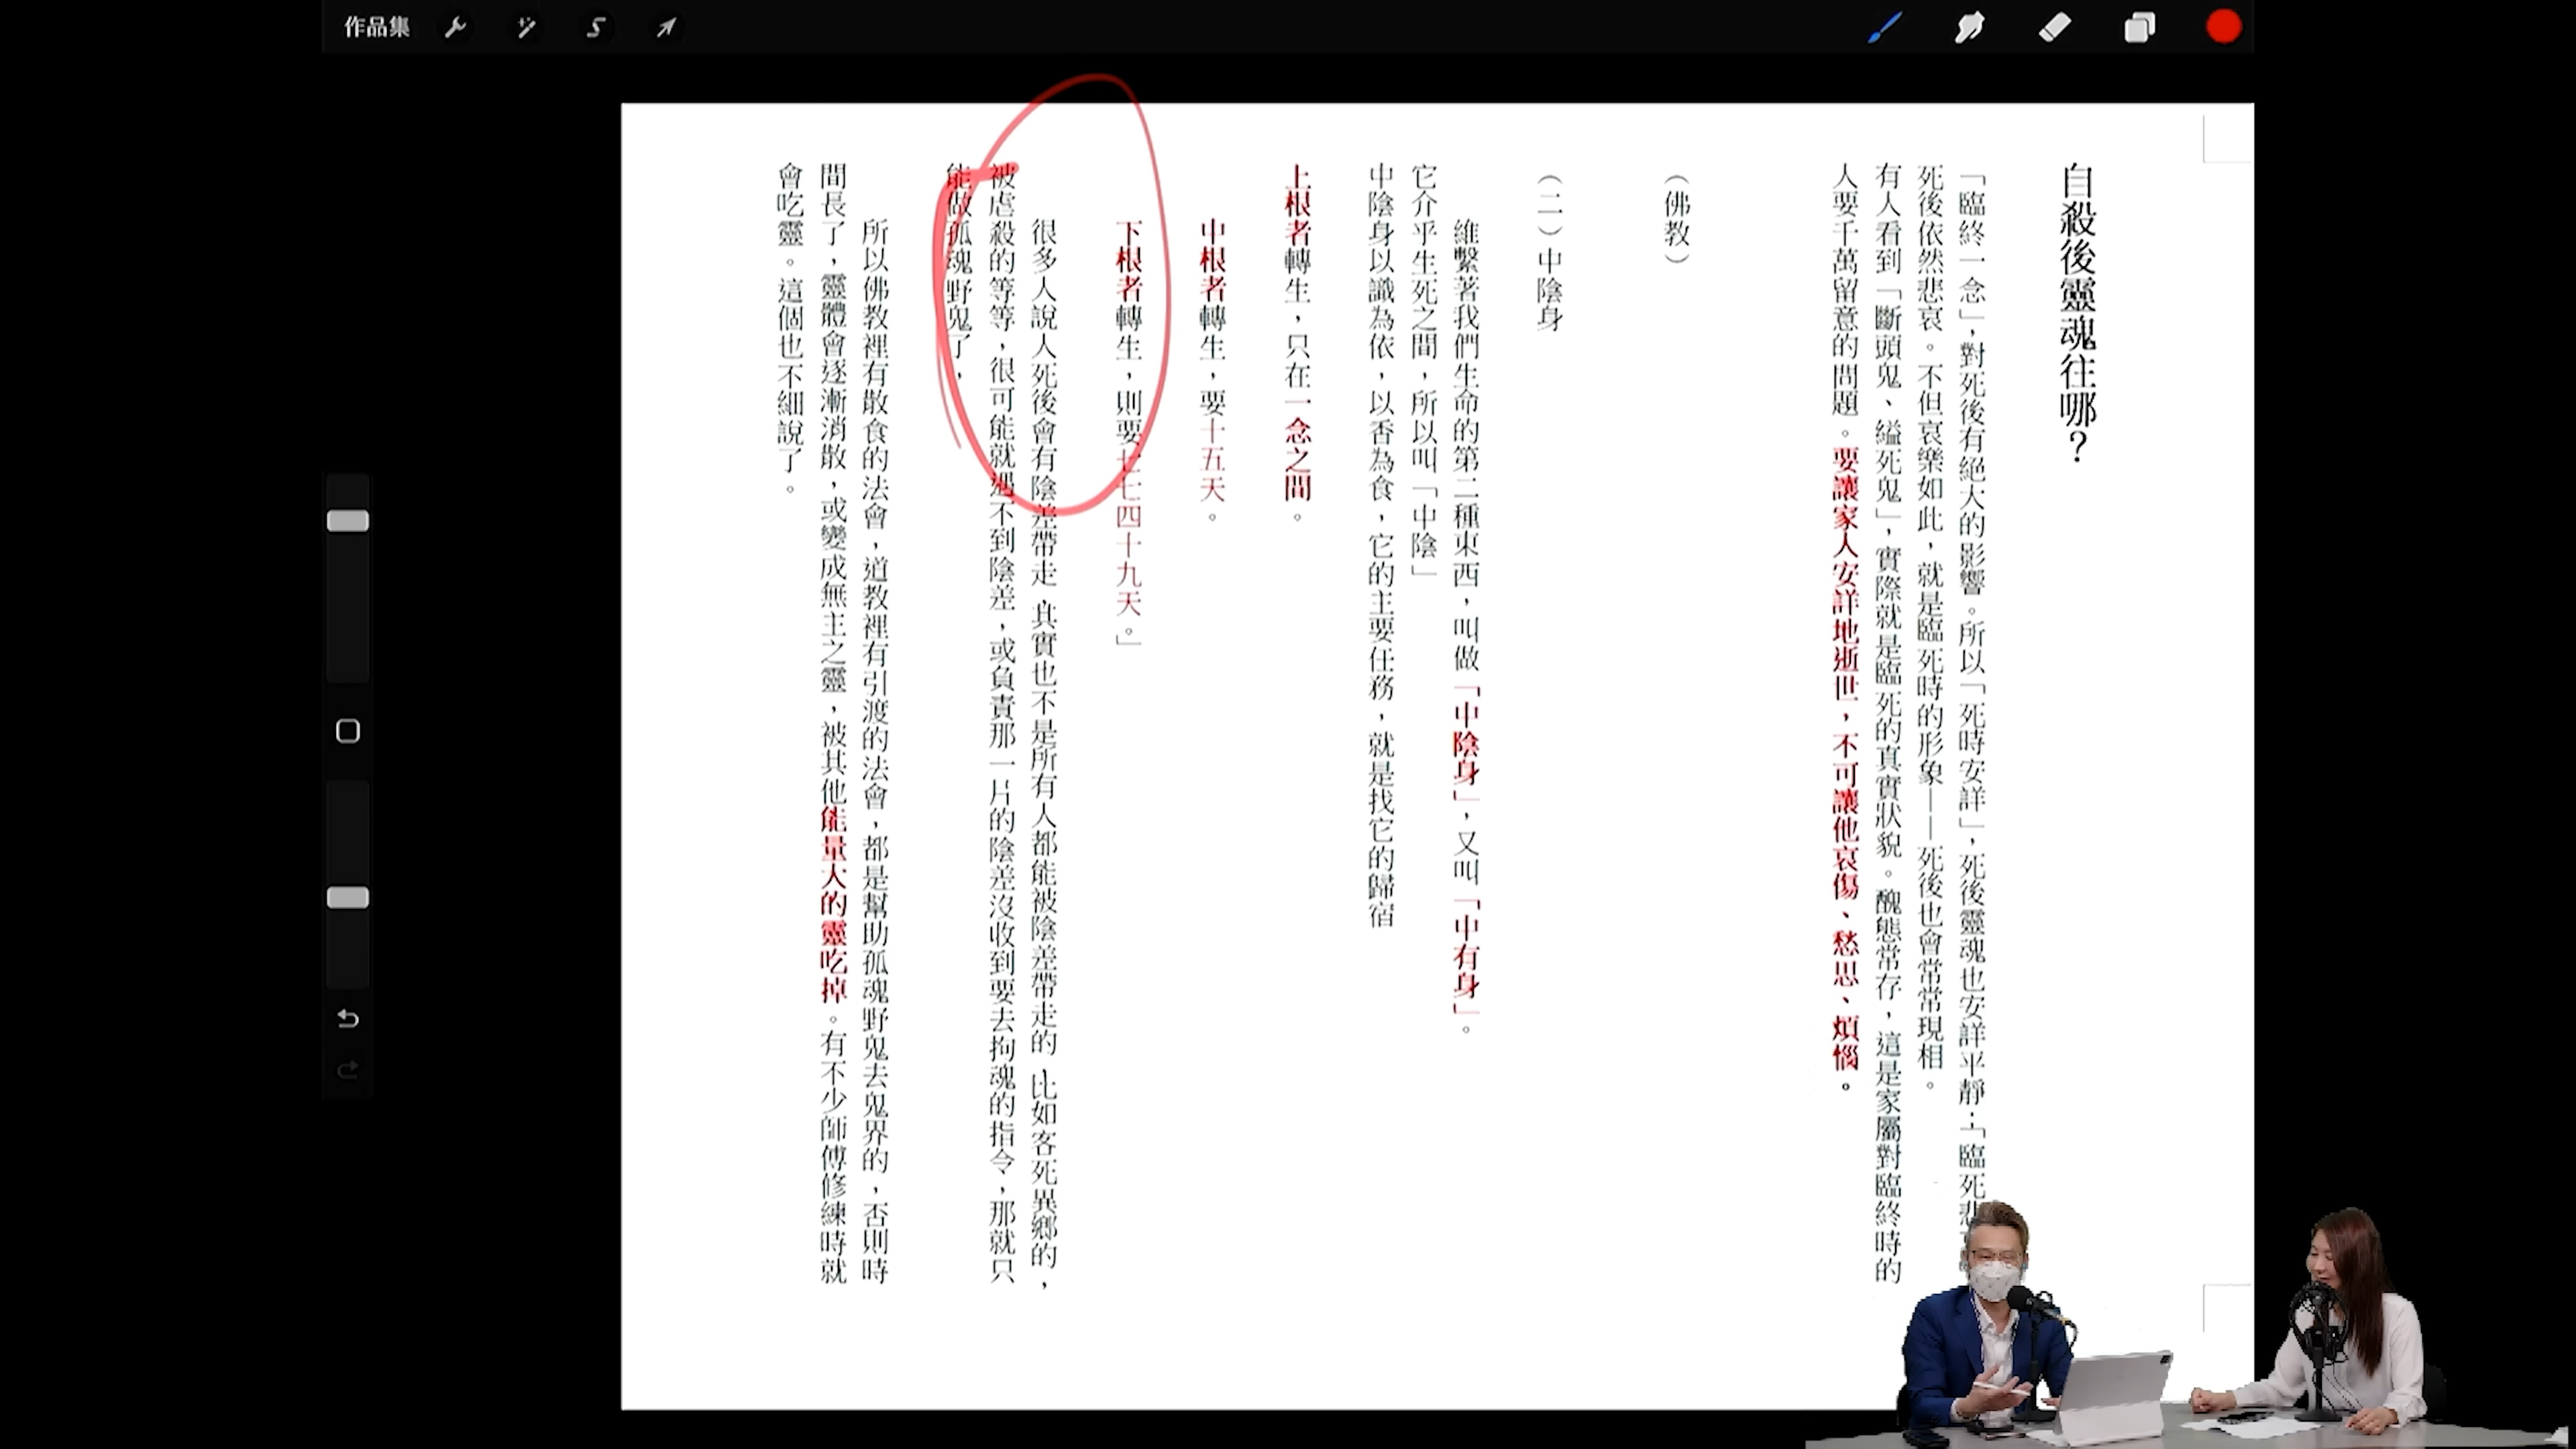 作品集
自殺後靈魂往哪？
「臨終一念」，對死後有絕大的影響。所以「死時安詳」，死後靈魂也安詳平靜；「臨死悲
死後依然悲哀。不但哀樂如此，就是臨死時的形象——死後也會常常現相。
有人看到「斷頭鬼、縊死鬼」，實際就是臨死的真實狀貌。醜態常存，這是家屬對臨終時的
人要千萬留意的問題。要讓家人安詳地逝世，不可讓他哀傷、愁思、煩惱。
（佛教）
（二）中陰身
維繫著我們生命的第二種東西，叫做「中陰身」，又叫「中有身」。
它介乎生死之間，所以叫「中陰」
中陰身以識為依，以香為食，它的主要任務，就是找它的歸宿
上根者轉生，只在一念之間。
中根者轉生，要十五天。
下根者轉生，則要七七四十九天。」
很多人說人死後會有陰差帶走，真實也不是所有人都能被陰差帶走的，比如客死異鄉的，
被虐殺的等等，很可能就遇不到陰差，或負責那一片的陰差沒收到要去拘魂的指令，那就只
能做孤魂野鬼了，
所以佛教裡有散食的法會，道教裡有引渡的法會，都是幫助孤魂野鬼去鬼界的，否則時
間長了，靈體會逐漸消散，或變成無主之靈，被其他能量大的靈吃掉。有不少師傅修練時就
會吃靈。這個也不細說了。